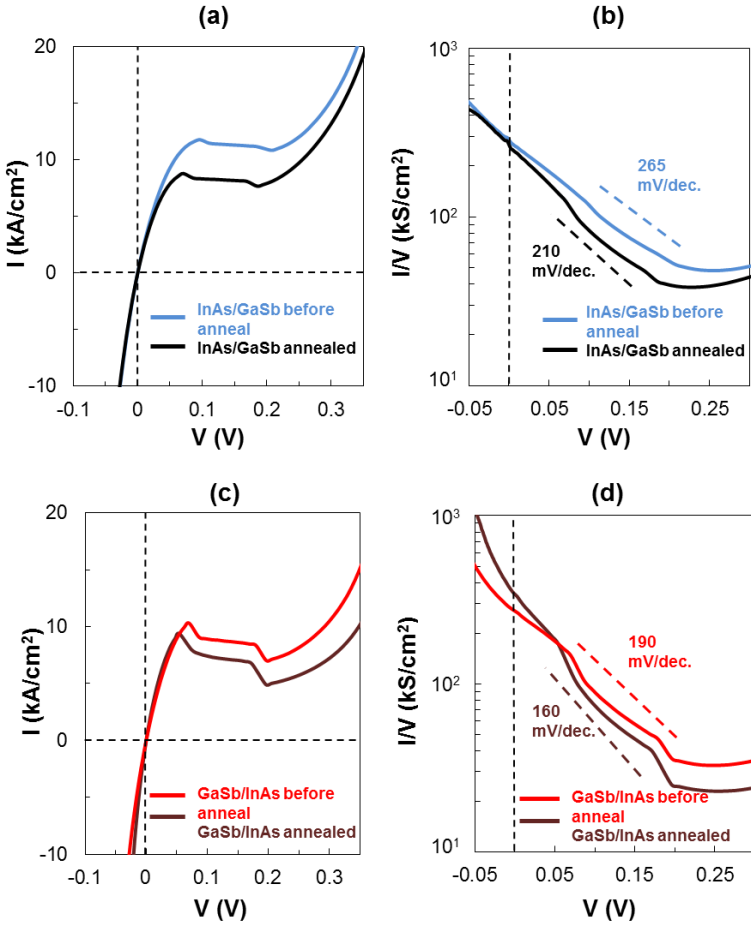 (a)
20
10
0
-10
-0.1
0
0.1
0.2
0.3
I (kA/cm²)
V (V)
InAs/GaSb before
anneal
InAs/GaSb annealed
(b)
10³
10²
10¹
-0.05
0.05
0.15
0.25
I/V (kS/cm²)
V (V)
265
mV/dec.
210
mV/dec.
InAs/GaSb before
anneal
InAs/GaSb annealed
(c)
20
10
0
-10
-0.1
0
0.1
0.2
0.3
I (kA/cm²)
V (V)
GaSb/InAs before
anneal
GaSb/InAs annealed
(d)
10³
10²
10¹
-0.05
0.05
0.15
0.25
I/V (kS/cm²)
V (V)
190
mV/dec.
160
mV/dec.
GaSb/InAs before
anneal
GaSb/InAs annealed